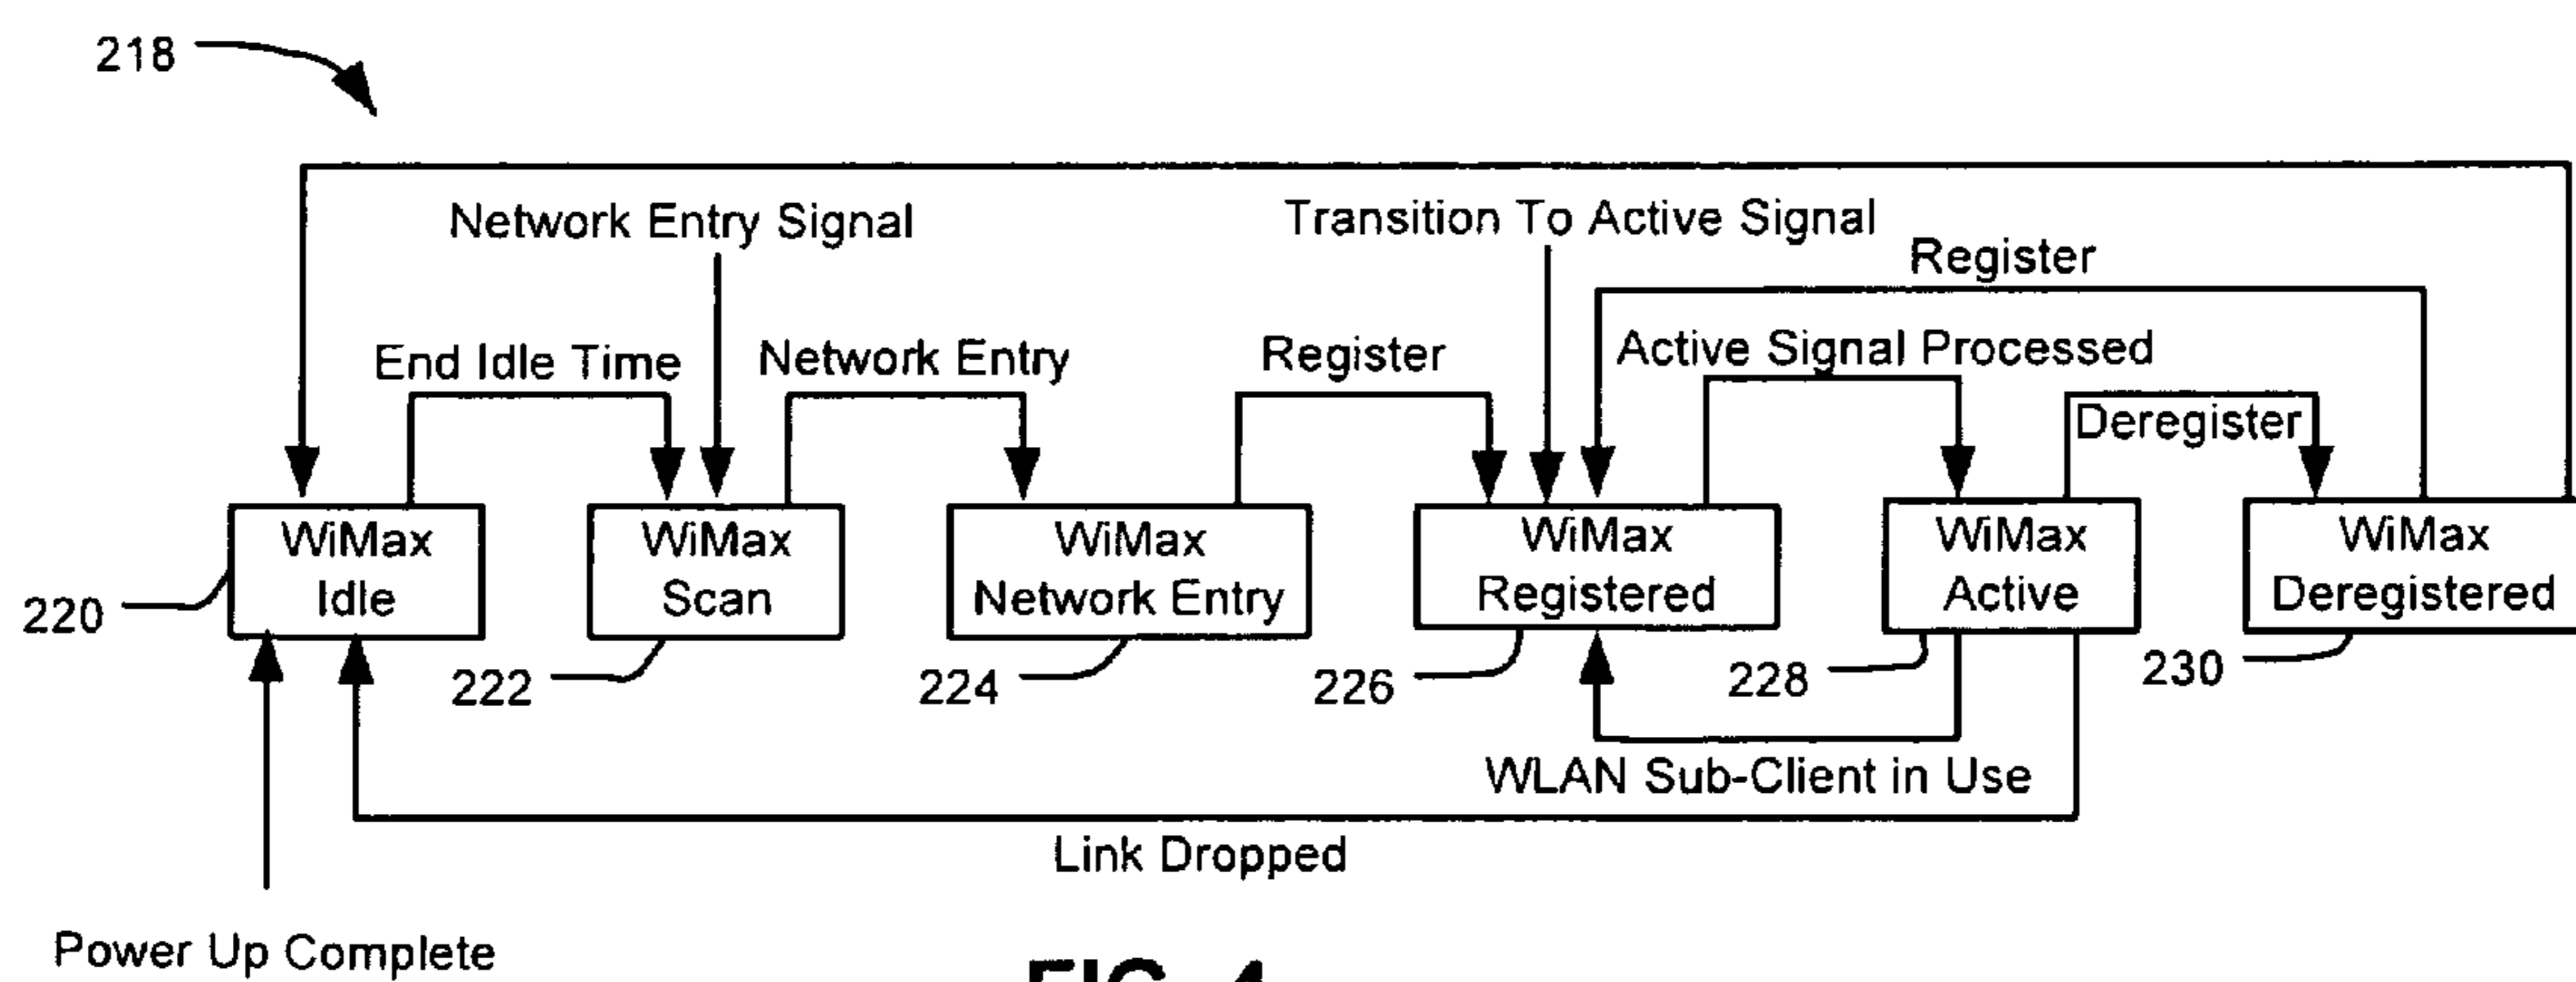 218
Network Entry Signal
Transition To Active Signal
Register
End Idle Time
Network Entry
Register
Active Signal Processed
Deregister
WiMax
Idle
WiMax
Scan
WiMax
Network Entry
WiMax
Registered
WiMax
Active
WiMax
Deregistered
220
222
224
226
228
230
WLAN Sub-Client in Use
Link Dropped
Power Up Complete
FIG. 4